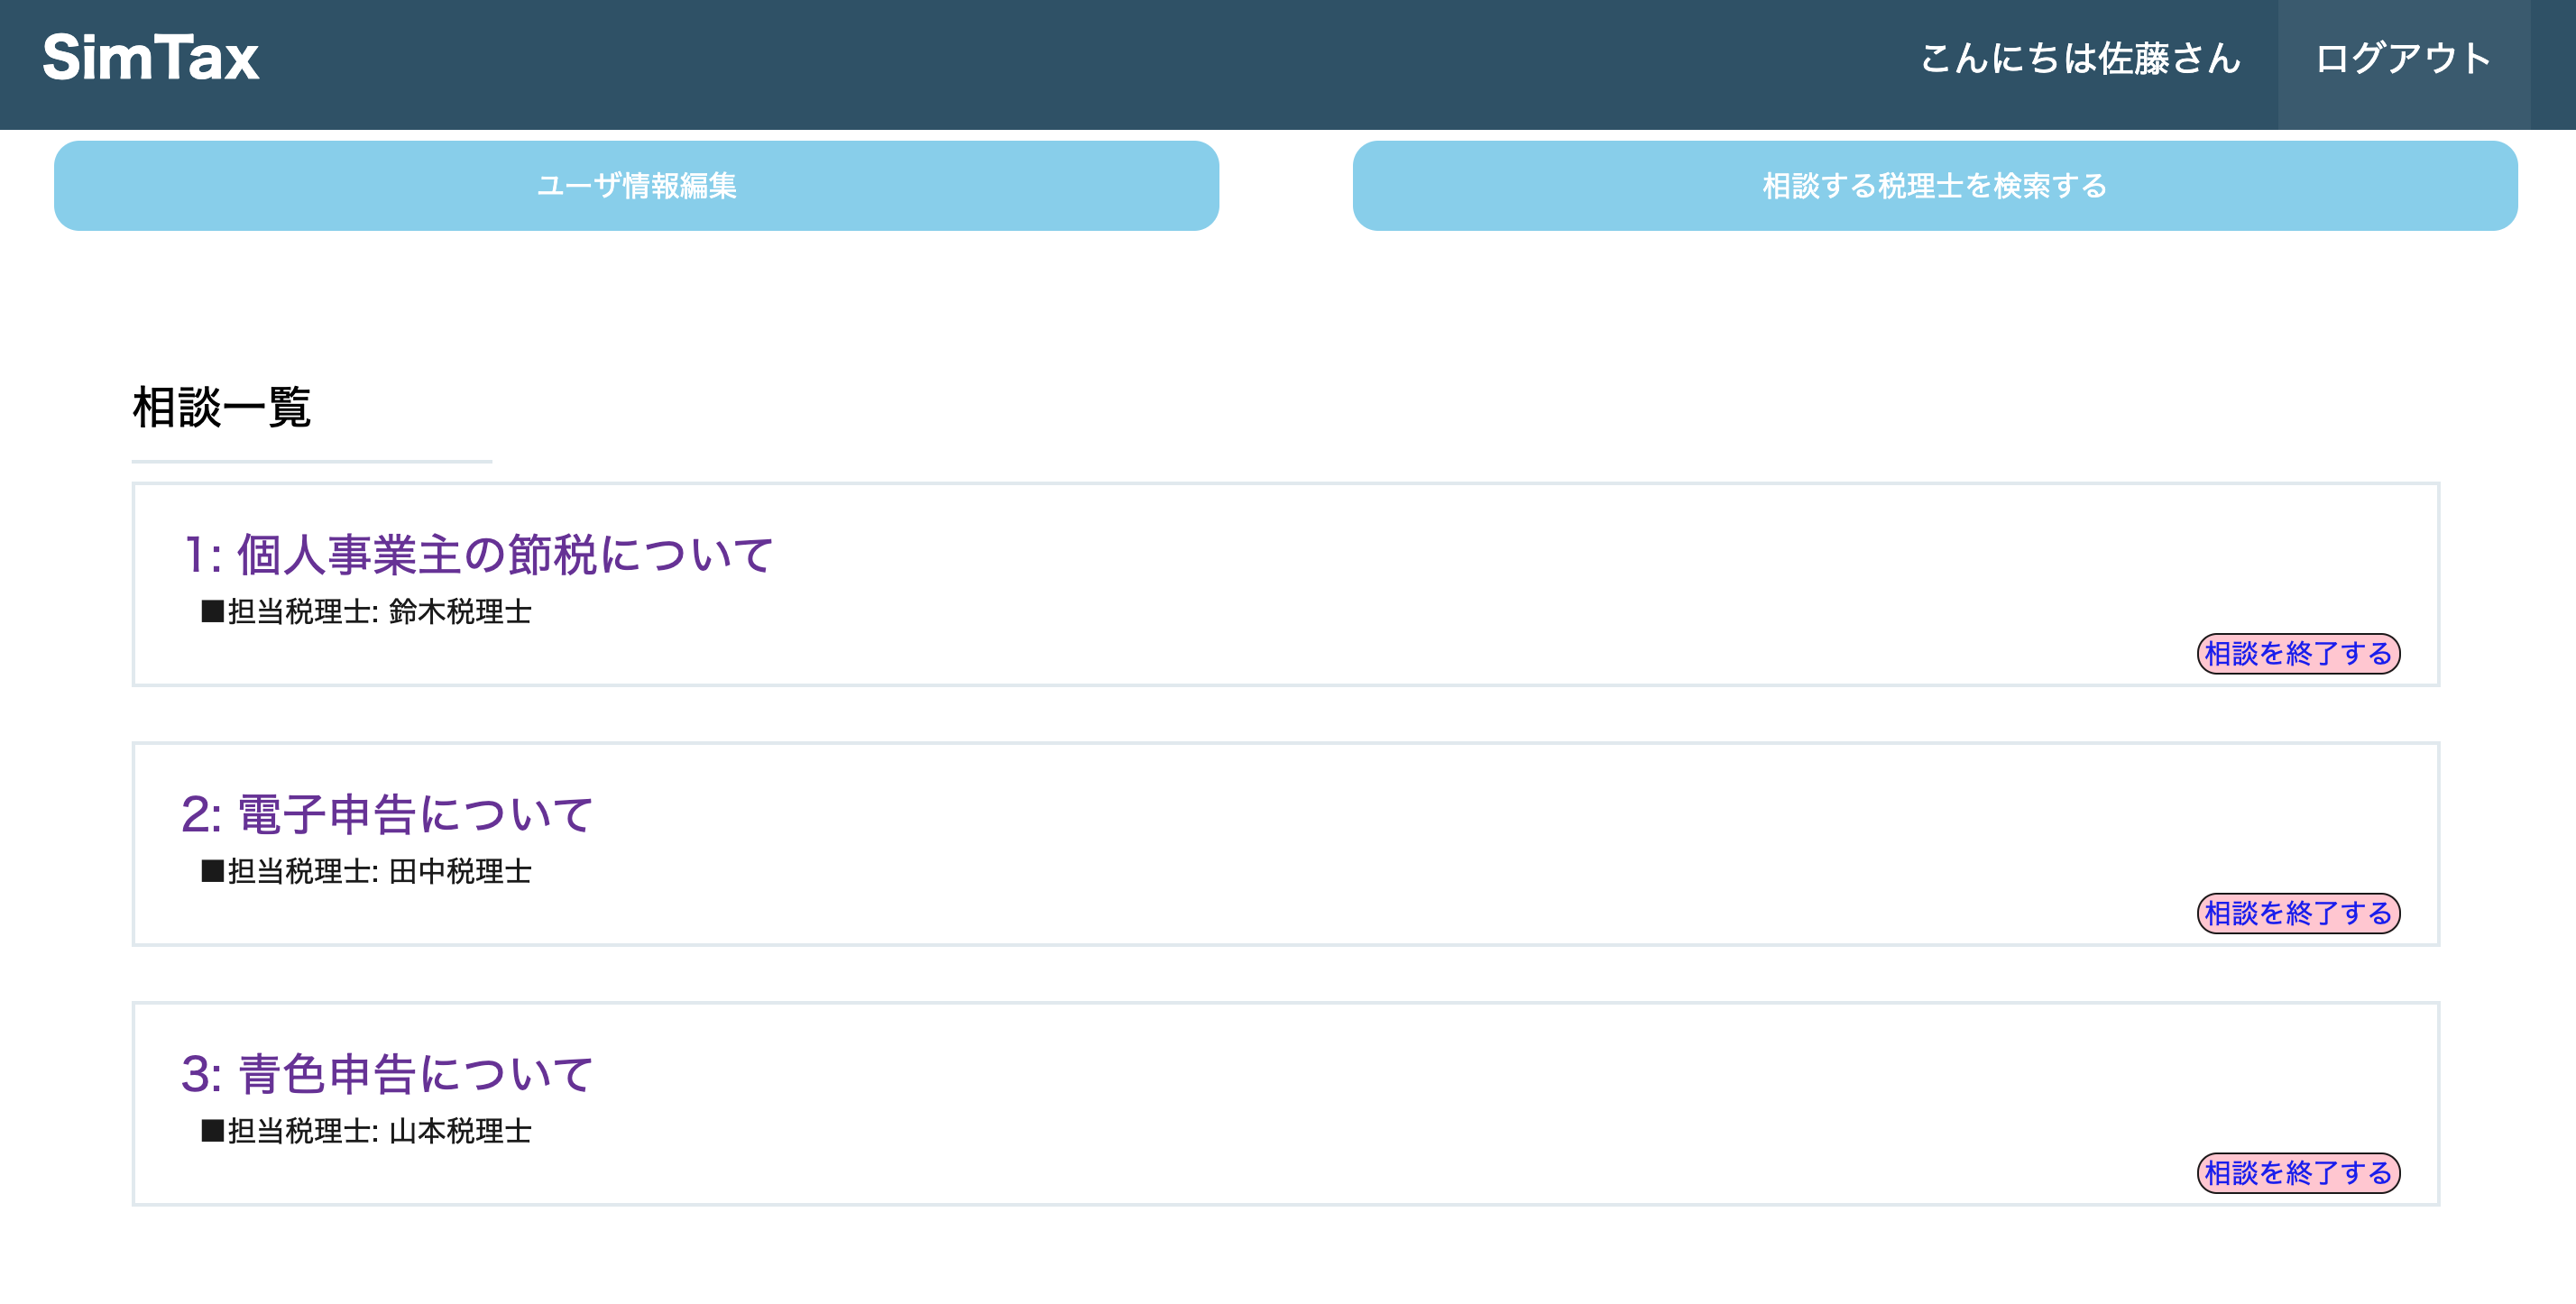 SimTax
こんにちは佐藤さん
ログアウト
ユーザ情報編集
相談する税理士を検索する
相談一覧
1: 個人事業主の節税について
■担当税理士: 鈴木税理士
相談を終了する
2: 電子申告について
■担当税理士: 田中税理士
相談を終了する
3: 青色申告について
■担当税理士: 山本税理士
相談を終了する